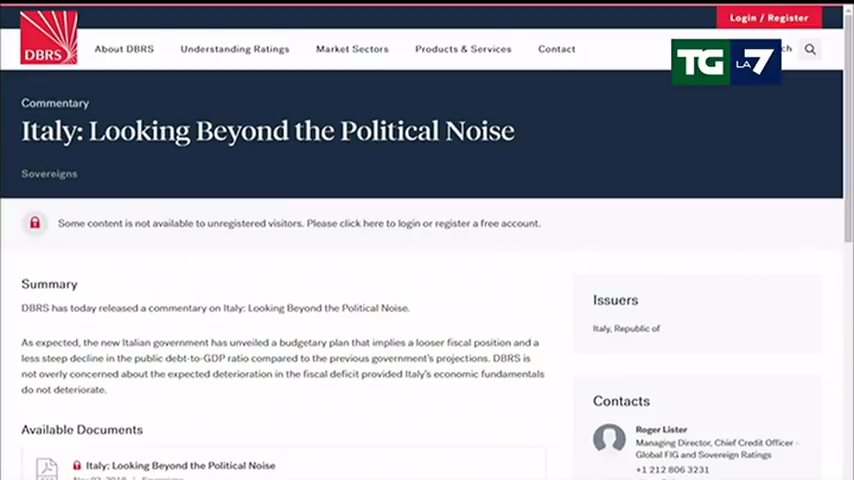 Login / Register
DBRS
About DBRS
Understanding Ratings
Market Sectors
Products & Services
Contact
TG LA7
Commentary
Italy: Looking Beyond the Political Noise
Sovereigns
Some content is not available to unregistered visitors. Please click here to login or register a free account.
Summary
DBRS has today released a commentary on Italy: Looking Beyond the Political Noise.
As expected, the new Italian government has unveiled a budgetary plan that implies a looser fiscal position and a
less steep decline in the public debt-to-GDP ratio compared to the previous government's projections. DBRS is
not overly concerned about the expected deterioration in the fiscal deficit provided Italy's economic fundamentals
do not deteriorate.
Available Documents
Italy: Looking Beyond the Political Noise
Issuers
Italy, Republic of
Contacts
Roger Lister
Managing Director, Chief Credit Officer -
Global FIG and Sovereign Ratings
+1 212 806 3231